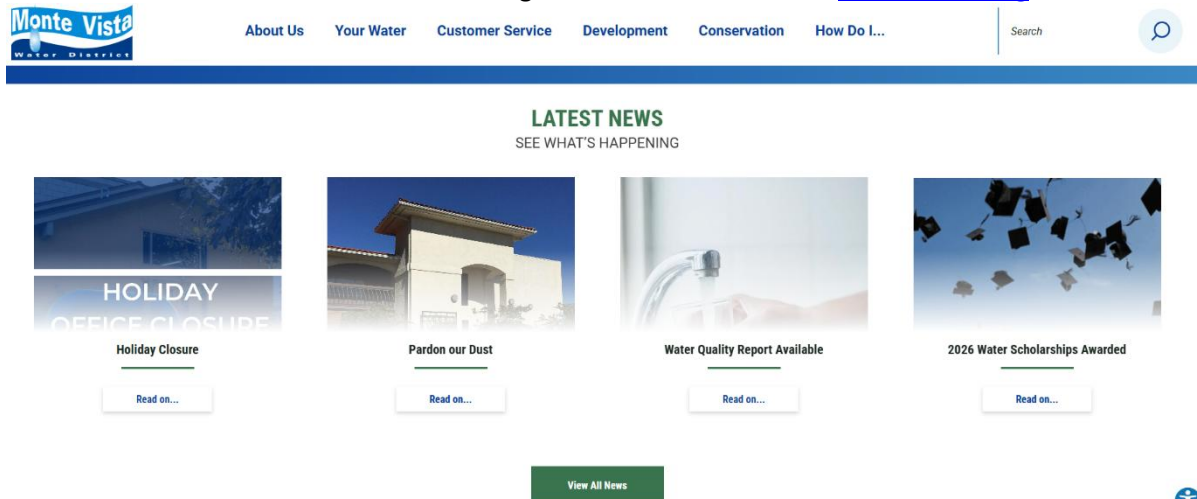 Monte Vista
Water District
About Us
Your Water
Customer Service
Development
Conservation
How Do I...
Search
LATEST NEWS
SEE WHAT'S HAPPENING
HOLIDAY
OFFICE CLOSURE
Holiday Closure
Pardon our Dust
Water Quality Report Available
2026 Water Scholarships Awarded
Read on...
Read on...
Read on...
Read on...
View All News